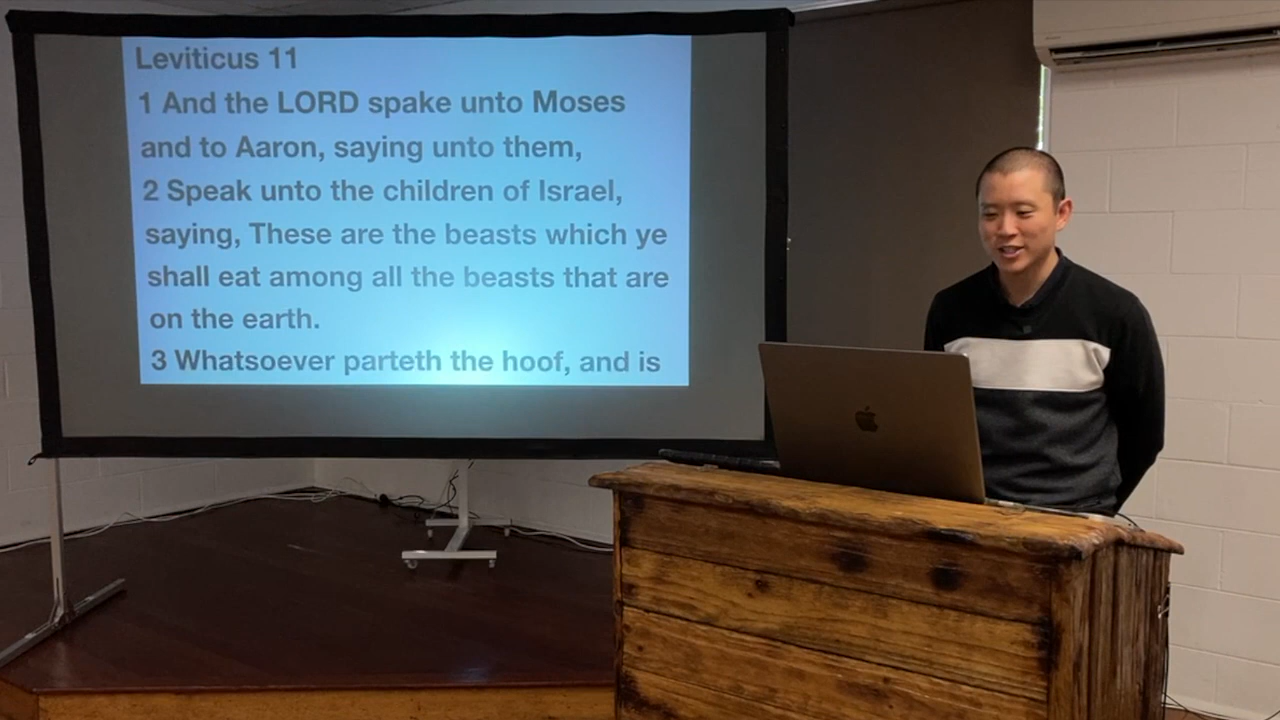 Leviticus 11
1 And the LORD spake unto Moses
and to Aaron, saying unto them,
2 Speak unto the children of Israel,
saying, These are the beasts which ye
shall eat among all the beasts that are
on the earth.
3 Whatsoever parteth the hoof, and is